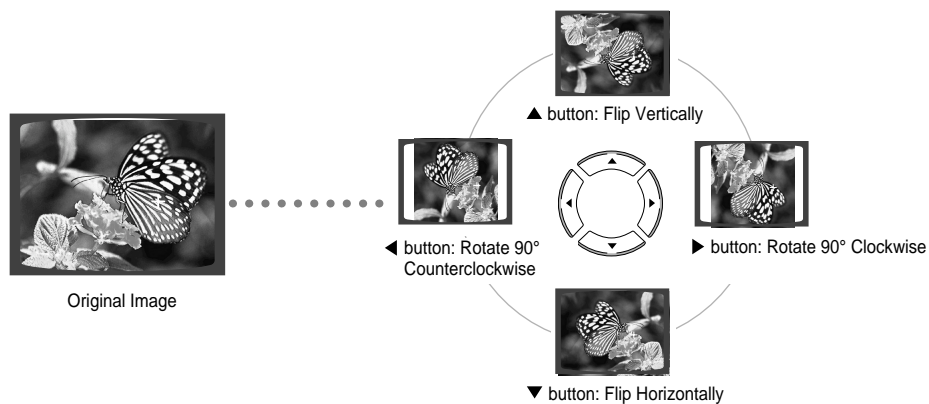 ▲ button: Flip Vertically
◀ button: Rotate 90°
Counterclockwise
▶ button: Rotate 90° Clockwise
Original Image
▼ button: Flip Horizontally